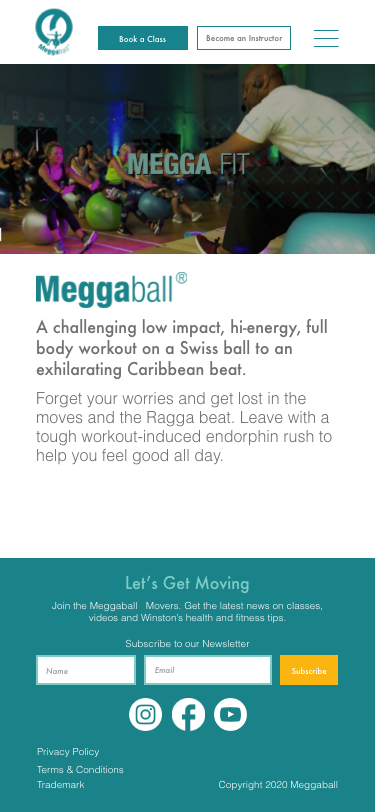 Meggaball
Book a Class
Become an Instructor
MEGGA FIT
Meggaball®
A challenging low impact, hi-energy, full
body workout on a Swiss ball to an
exhilarating Caribbean beat.
Forget your worries and get lost in the
moves and the Ragga beat. Leave with a
tough workout-induced endorphin rush to
help you feel good all day.
Let's Get Moving
Join the Meggaball Movers. Get the latest news on classes,
videos and Winston's health and fitness tips.
Subscribe to our Newsletter
Name
Email
Subscribe
Privacy Policy
Terms & Conditions
Trademark
Copyright 2020 Meggaball